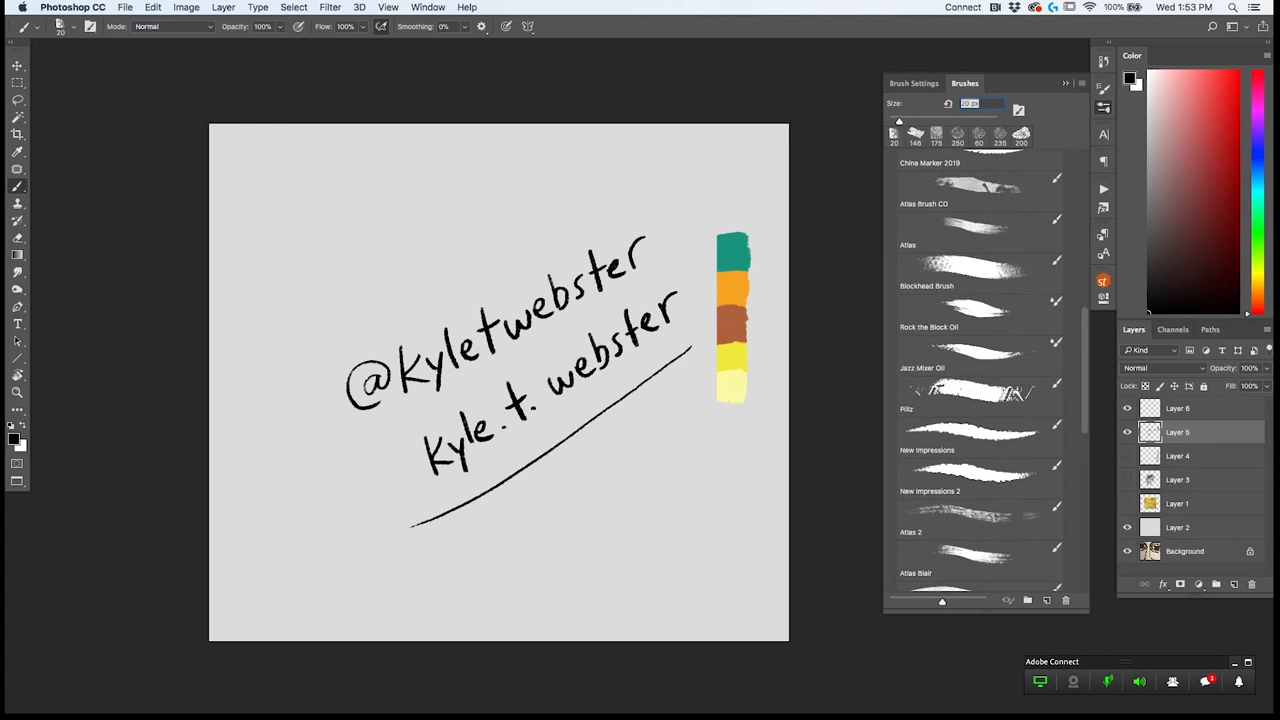 Photoshop CC File Edit Image Layer Type Select Filter 3D View Window Help Connect 100% Wed 1:53 PM
20 Mode: Normal Opacity: 100% Flow: 100% Smoothing: 0%
@kyletwebster
kyle.t.webster
Brush Settings Brushes
Size: 20 px
20 146 175 250 60 235 200
China Marker 2019
Atlas Brush CD
Atlas
Blockhead Brush
Rock the Block Oil
Jazz Mixer Oil
Pillz
New Impressions
New Impressions 2
Atlas 2
Atlas Blair
Color
Layers Channels Paths
Kind
Normal Opacity: 100%
Lock: Fill: 100%
Layer 6
Layer 5
Layer 4
Layer 3
Layer 1
Layer 2
Background
Adobe Connect